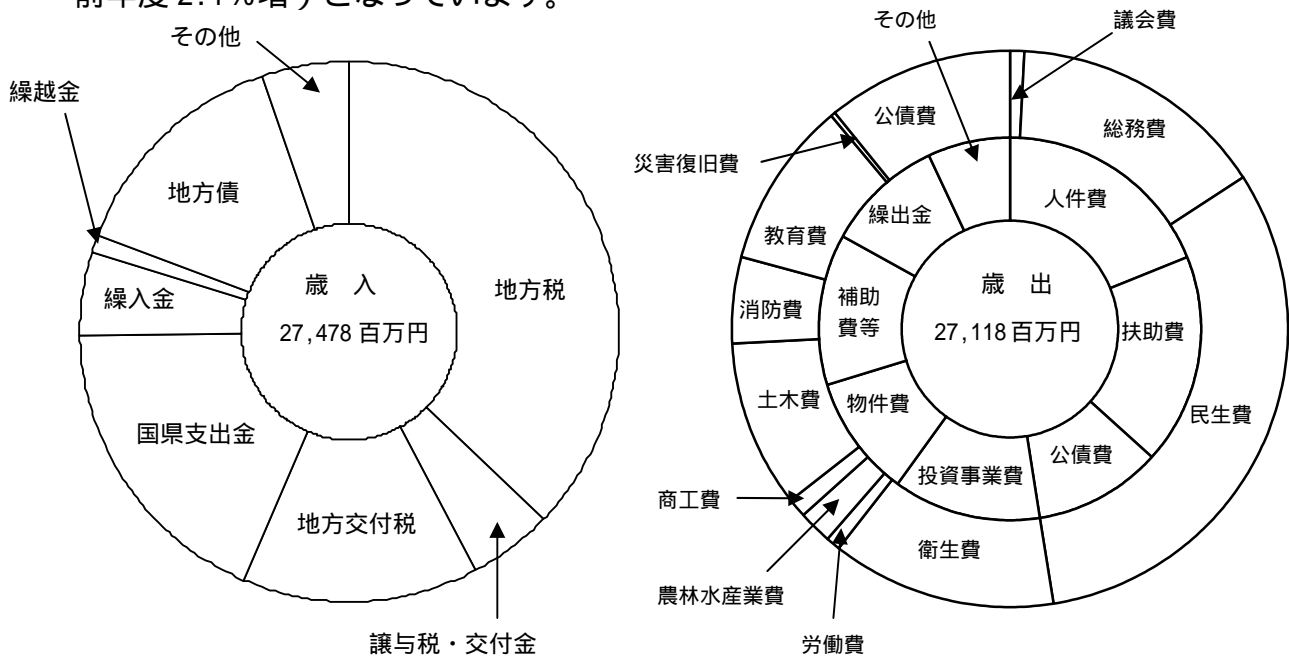 前年度 2.1%増)となっています。
その他
繰越金
地方債
地方税
繰入金
歳 入
27,478 百万円
国県支出金
地方交付税
譲与税・交付金
その他
議会費
公債費
総務費
災害復旧費
人件費
繰出金
教育費
歳 出
27,118 百万円
消防費
補助
費等
扶助費
土木費
物件費
民生費
公債費
投資事業費
商工費
衛生費
農林水産業費
労働費